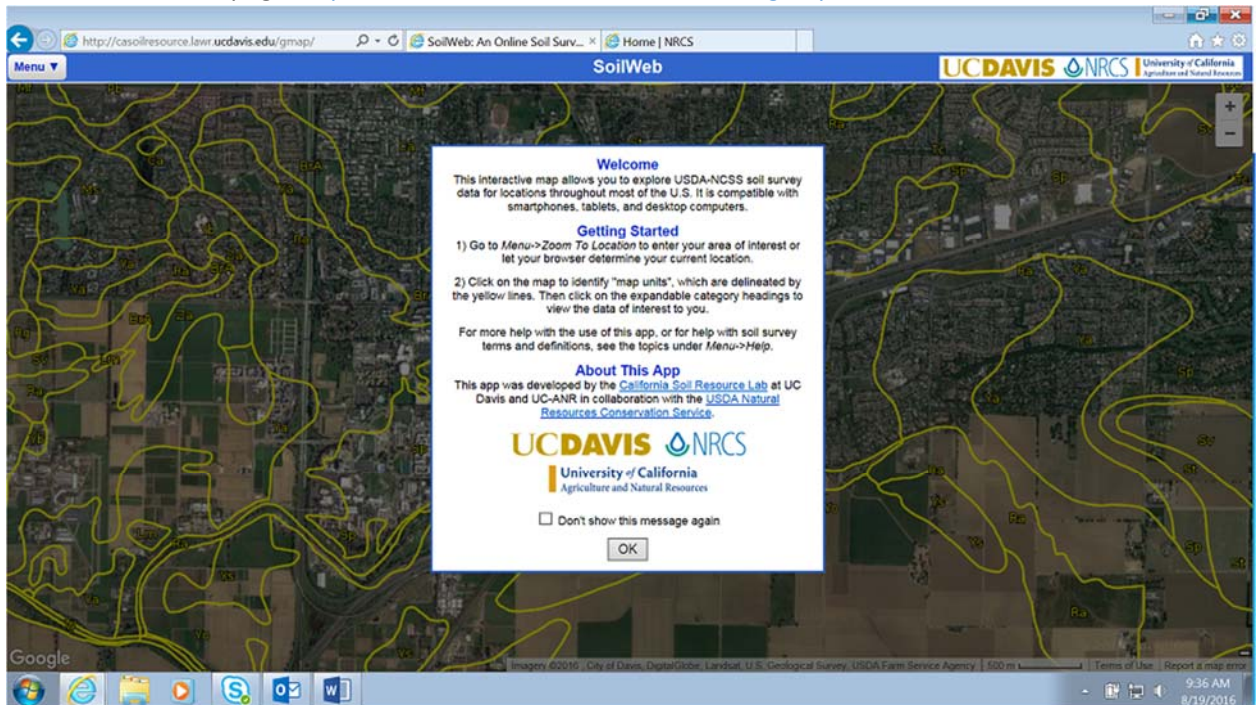 http://casoilresource.lawr.ucdavis.edu/gmap/
SoilWeb: An Online Soil Surv...
Home | NRCS
Menu ▼
SoilWeb
UCDAVIS NRCS University of California
Agriculture and Natural Resources
Welcome
This interactive map allows you to explore USDA-NCSS soil survey
data for locations throughout most of the U.S. It is compatible with
smartphones, tablets, and desktop computers.
Getting Started
1) Go to Menu->Zoom To Location to enter your area of interest or
let your browser determine your current location.
2) Click on the map to identify "map units", which are delineated by
the yellow lines. Then click on the expandable category headings to
view the data of interest to you.
For more help with the use of this app, or for help with soil survey
terms and definitions, see the topics under Menu->Help.
About This App
This app was developed by the California Soil Resource Lab at UC
Davis and UC-ANR in collaboration with the USDA Natural
Resources Conservation Service.
UCDAVIS NRCS
University of California
Agriculture and Natural Resources
Don't show this message again
OK
Google
Imagery ©2016 , City of Davis, DigitalGlobe, Landsat, U.S. Geological Survey, USDA Farm Service Agency
500 m
Terms of Use
Report a map error
9:36 AM
8/19/2016